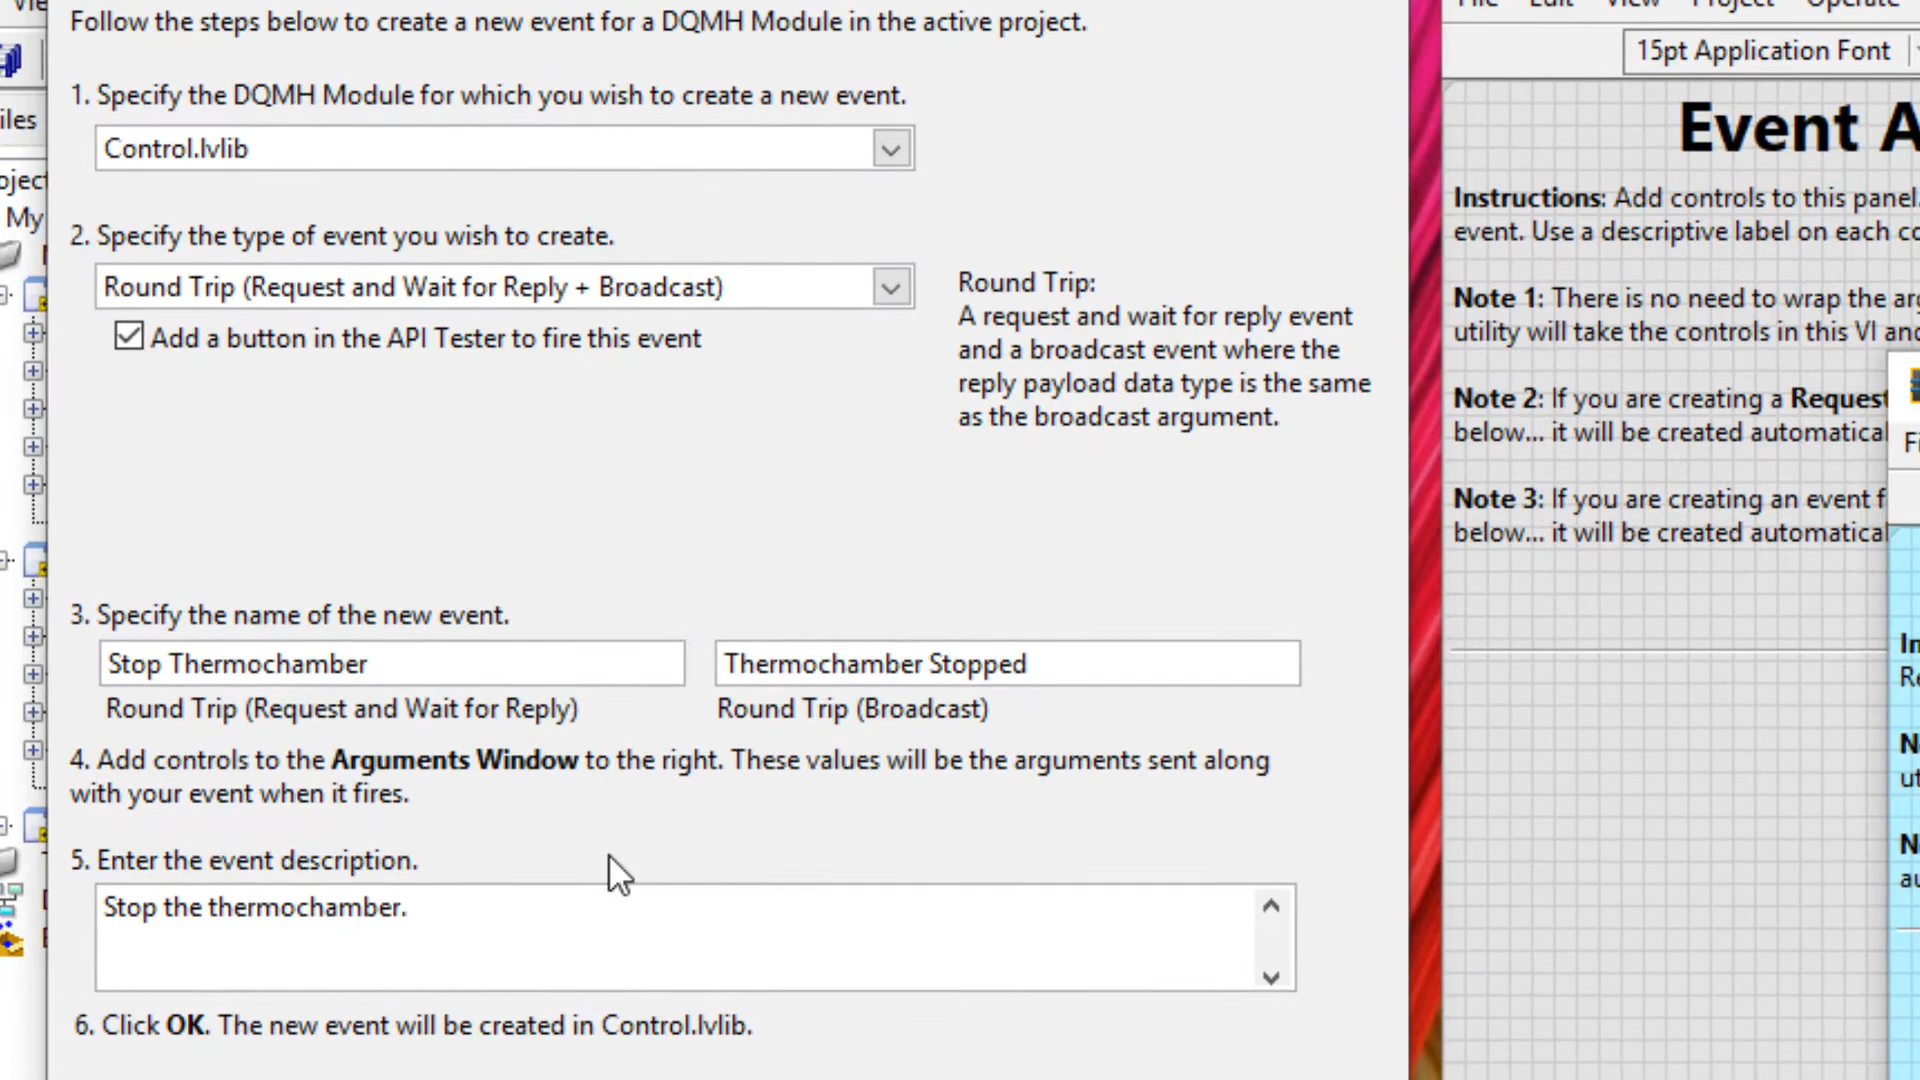 Follow the steps below to create a new event for a DQMH Module in the active project.
1. Specify the DQMH Module for which you wish to create a new event.
Control.lvlib
2. Specify the type of event you wish to create.
Round Trip (Request and Wait for Reply + Broadcast)
Add a button in the API Tester to fire this event
Round Trip:
A request and wait for reply event
and a broadcast event where the
reply payload data type is the same
as the broadcast argument.
3. Specify the name of the new event.
Stop Thermochamber
Thermochamber Stopped
Round Trip (Request and Wait for Reply)
Round Trip (Broadcast)
4. Add controls to the Arguments Window to the right. These values will be the arguments sent along
with your event when it fires.
5. Enter the event description.
Stop the thermochamber.
6. Click OK. The new event will be created in Control.lvlib.
File Edit View Project Operate
15pt Application Font
Event A
Instructions: Add controls to this panel.
event. Use a descriptive label on each co
Note 1: There is no need to wrap the arg
utility will take the controls in this VI and
Note 2: If you are creating a Request
below... it will be created automatical
Note 3: If you are creating an event f
below... it will be created automatical
My